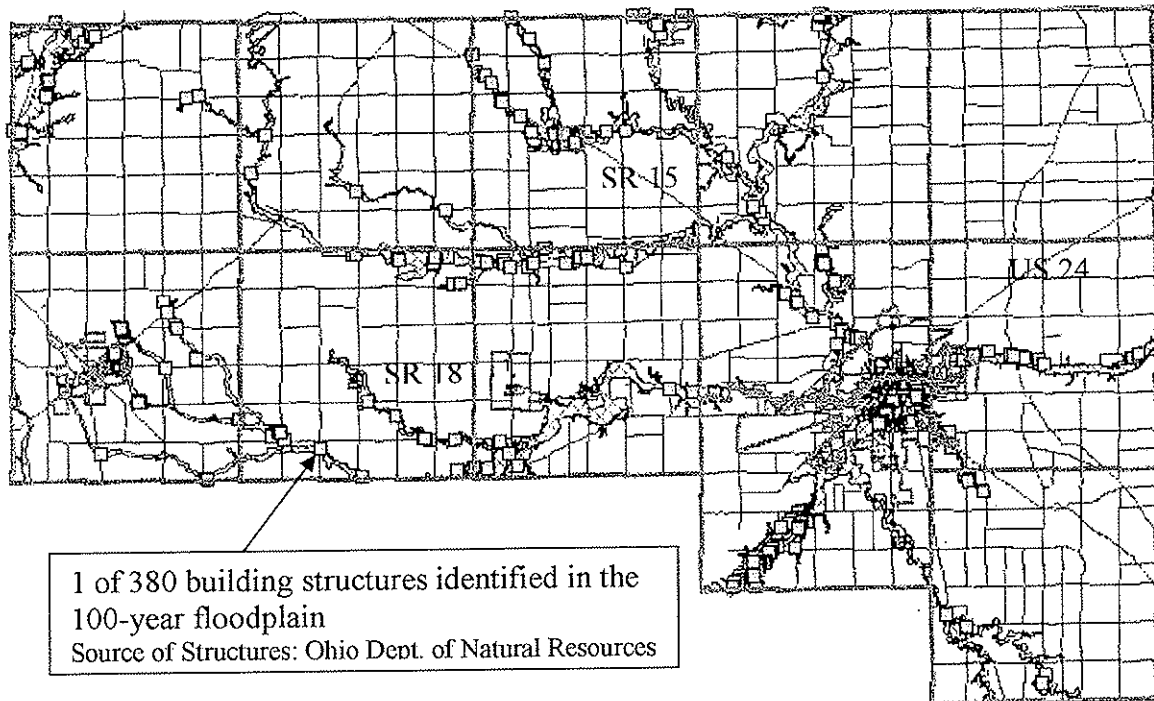 SR 15
US 24
SR 18
1 of 380 building structures identified in the
100-year floodplain
Source of Structures: Ohio Dept. of Natural Resources